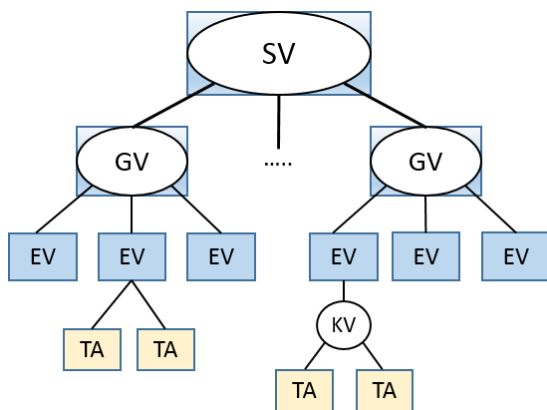 SV
GV ..... GV
EV EV EV EV EV EV
KV
TA TA
TA TA